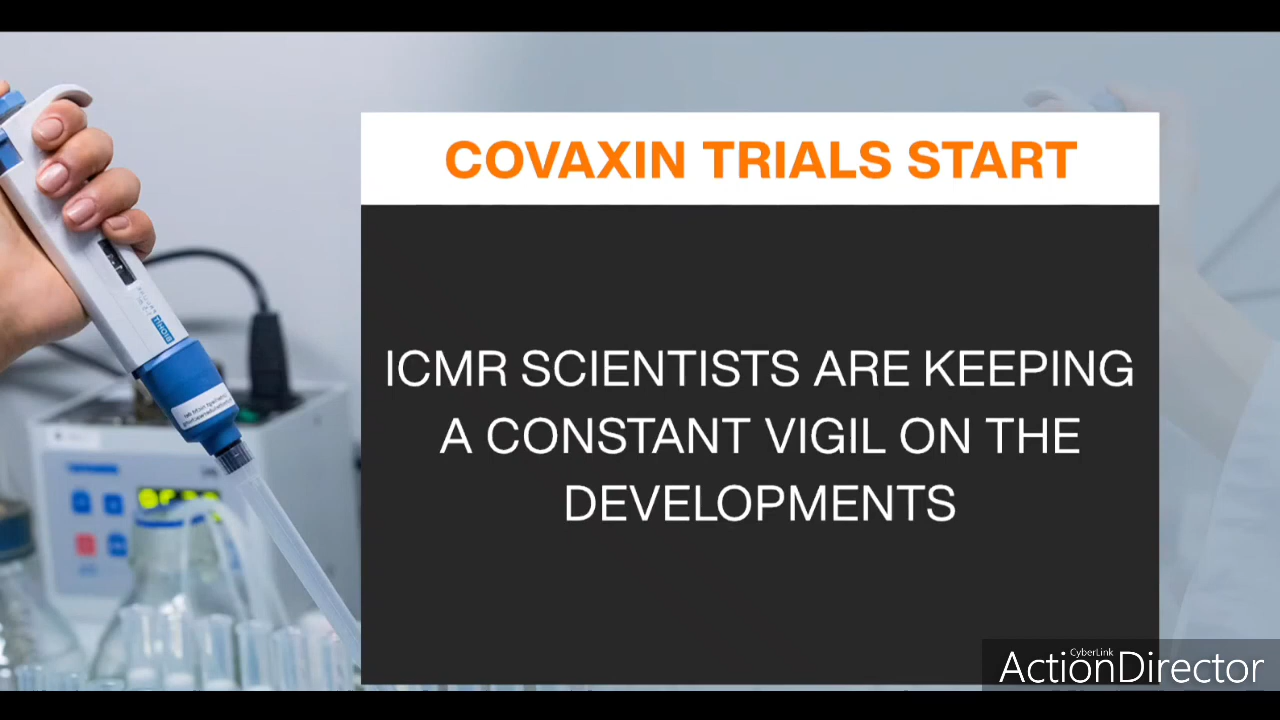 COVAXIN TRIALS START
ICMR SCIENTISTS ARE KEEPING
A CONSTANT VIGIL ON THE
DEVELOPMENTS
CyberLink
ActionDirector